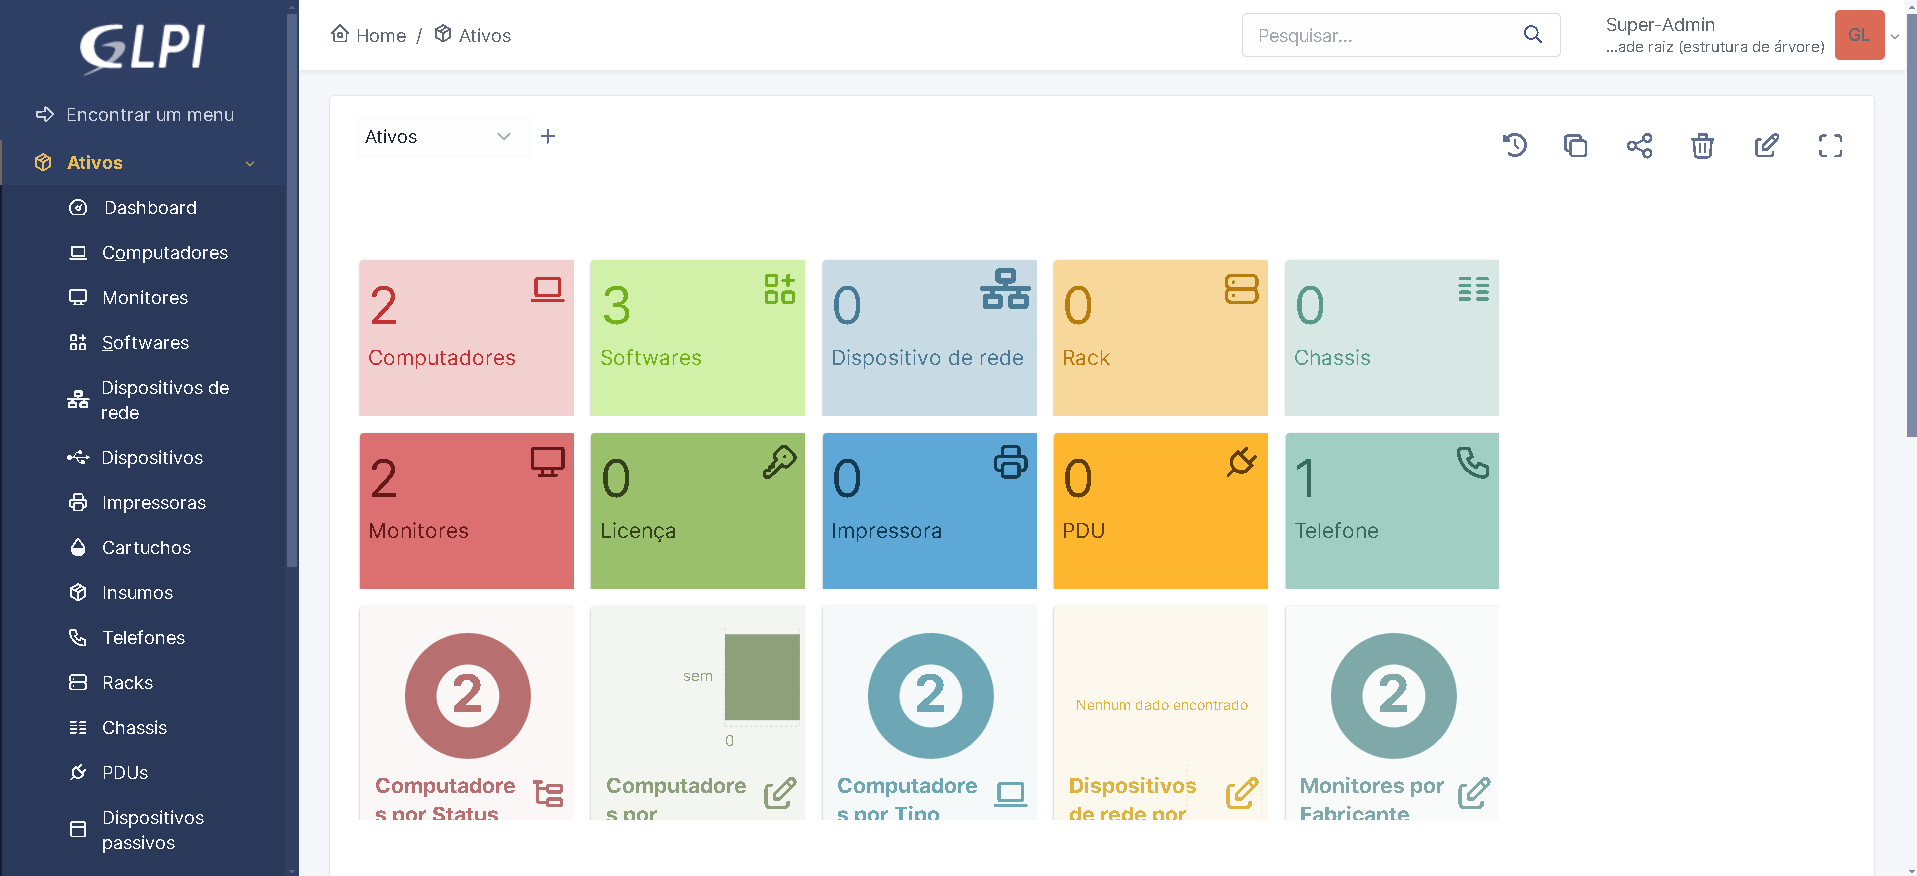 GLPI
Encontrar um menu
Ativos
Dashboard
Computadores
Monitores
Softwares
Dispositivos de
rede
Dispositivos
Impressoras
Cartuchos
Insumos
Telefones
Racks
Chassis
PDUs
Dispositivos
passivos
Home / Ativos
Pesquisar...
Super-Admin
...ade raiz (estrutura de árvore)
GL
Ativos
2
Computadores
3
Softwares
0
Dispositivo de rede
0
Rack
0
Chassis
2
Monitores
0
Licença
0
Impressora
0
PDU
1
Telefone
2
Computadore
s por Status
sem
0
Computadore
s por
2
Computadore
s por Tipo
Nenhum dado encontrado
Dispositivos
de rede por
2
Monitores por
Fabricante